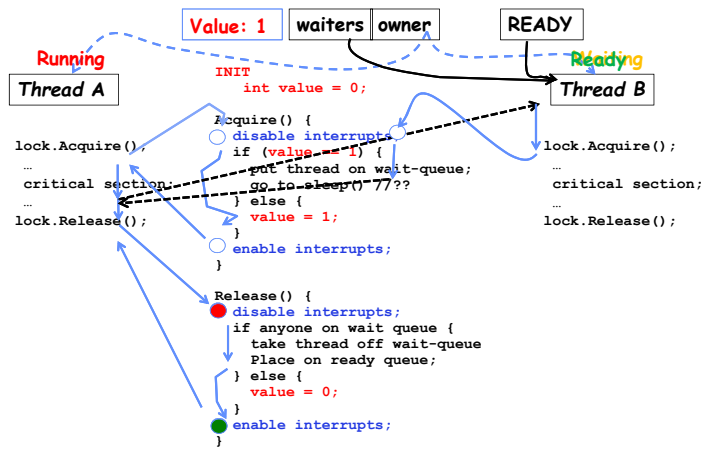 Value: 1
waiters
owner
READY
Running
Ready
Waiting
Thread A
Thread B
INIT
int value = 0;
lock.Acquire();
…
critical section;
…
lock.Release();
Acquire() {
disable interrupts;
if (value == 1) {
put thread on wait-queue;
go to sleep() //??
} else {
value = 1;
}
enable interrupts;
}
Release() {
disable interrupts;
if anyone on wait queue {
take thread off wait-queue
Place on ready queue;
} else {
value = 0;
}
enable interrupts;
}
lock.Acquire();
…
critical section;
…
lock.Release();